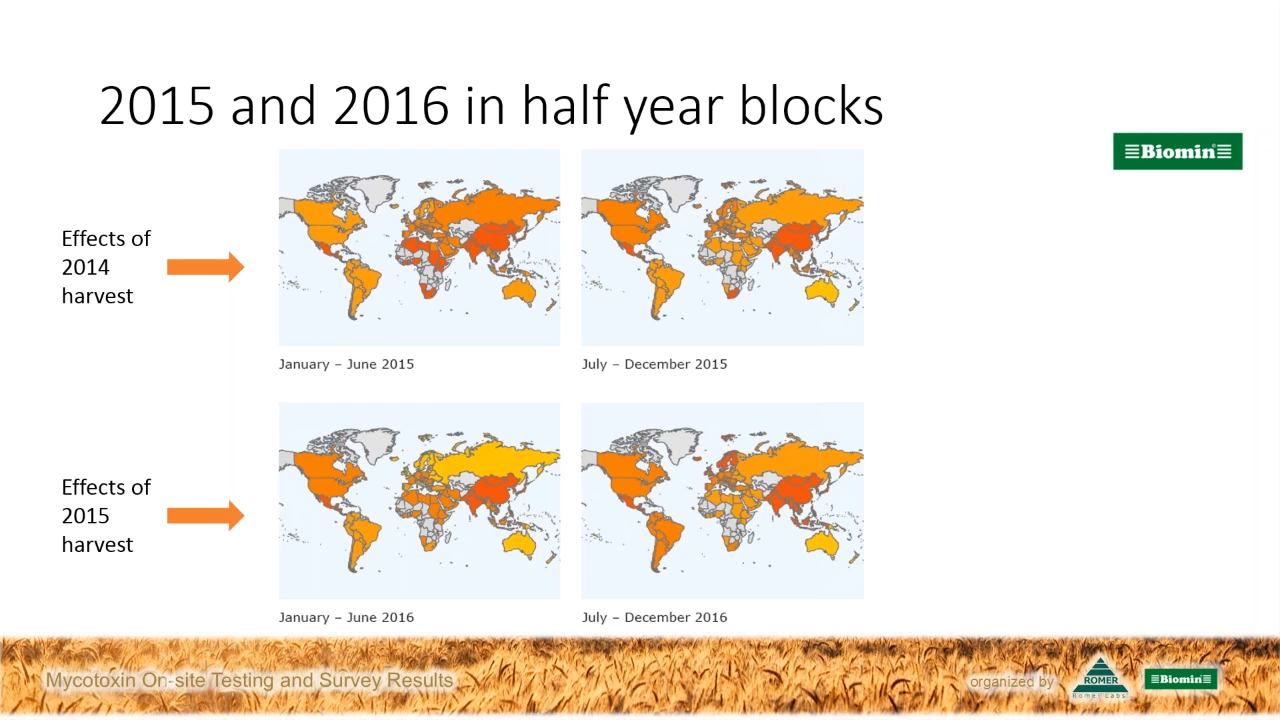 2015 and 2016 in half year blocks
Biomin
Effects of
2014
harvest
January – June 2015
July – December 2015
Effects of
2015
harvest
January – June 2016
July – December 2016
Mycotoxin On-site Testing and Survey Results
organized by
ROMER
Romer Labs
Biomin